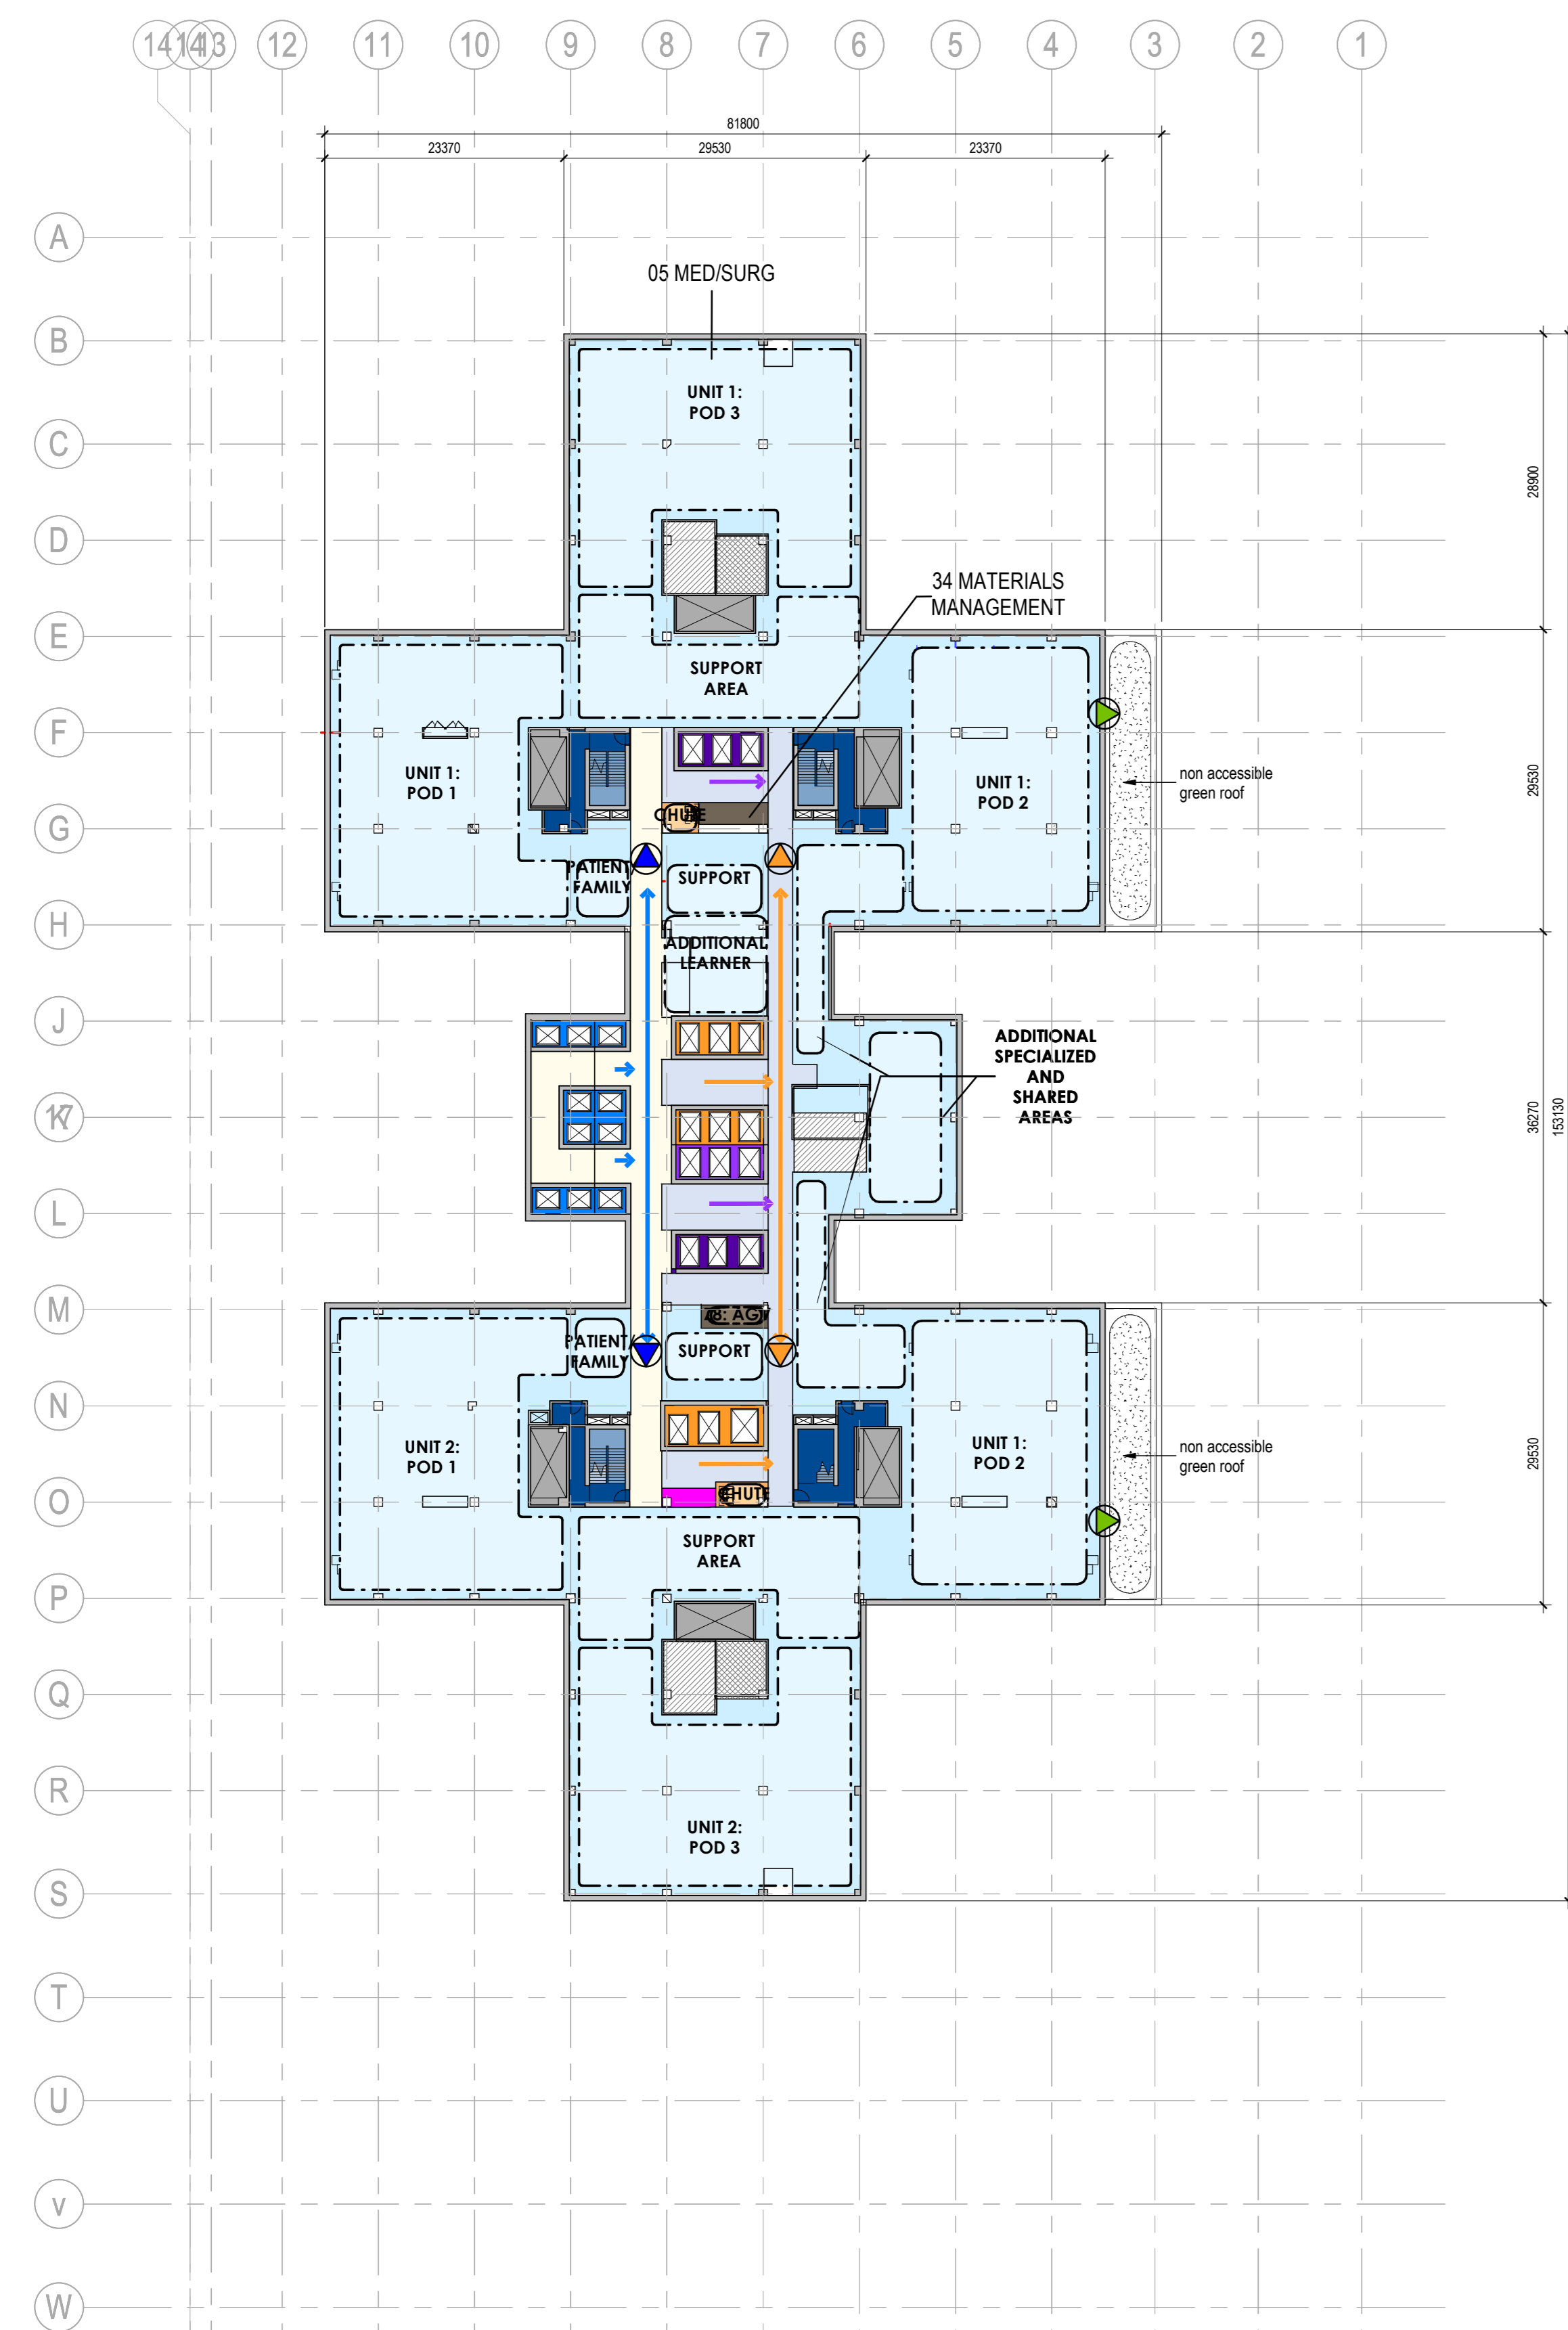 14 14 13 12 11 10 9 8 7 6 5 4 3 2 1
81800
23370 29530 23370
A
05 MED/SURG
B
UNIT 1:
POD 3
C
28900
D
34 MATERIALS
MANAGEMENT
E
SUPPORT
AREA
F
UNIT 1:
POD 1
UNIT 1:
POD 2
non accessible
green roof
29530
CHUTE
G
PATIENT/
FAMILY
SUPPORT
H
ADDITIONAL
LEARNER
J
ADDITIONAL
SPECIALIZED
AND
SHARED
AREAS
K
36270
153130
L
M
PATIENT/
FAMILY
SUPPORT
N
UNIT 2:
POD 1
UNIT 1:
POD 2
non accessible
green roof
29530
CHUTE
O
SUPPORT
AREA
P
Q
R
UNIT 2:
POD 3
S
T
U
v
W